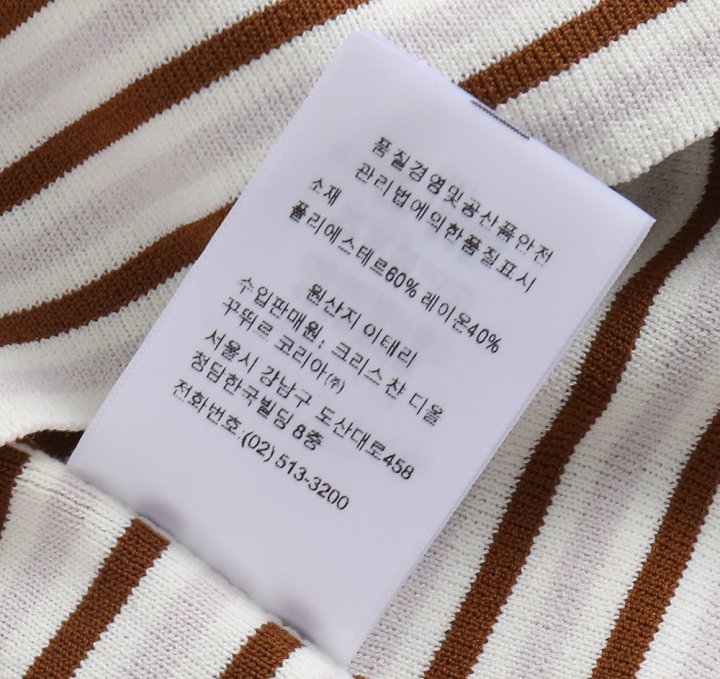 품질경영및공산품안전
관리법에의한품질표시
소재
폴리에스테르60% 레이온40%
원산지 이태리
수입판매원: 크리스 챤 디올
꾸뛰르 코리아㈜
서울시 강남구 도산대로458
청담한국빌딩 8층
전화번호:(02) 513-3200